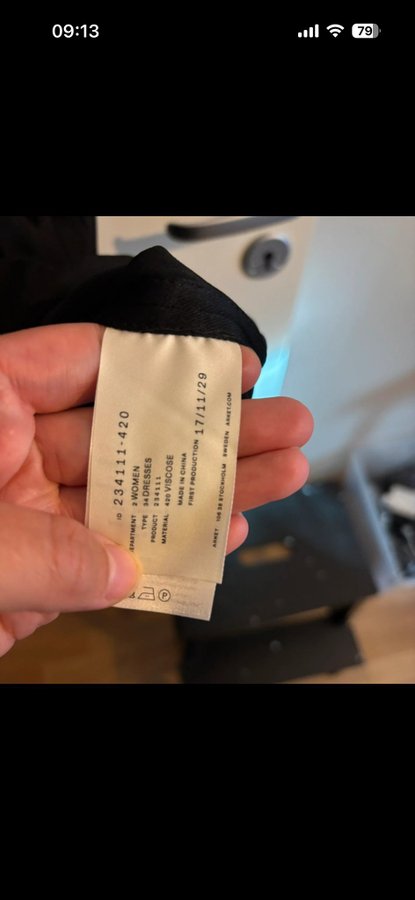 09:13
79
ID 234111-420
DEPARTMENT 2 WOMEN
TYPE 34 DRESSES
PRODUCT 234111
MATERIAL 420 VISCOSE
MADE IN CHINA
FIRST PRODUCTION 17/11/29
ARKET 106 38 STOCKHOLM SWEDEN ARKET.COM
P